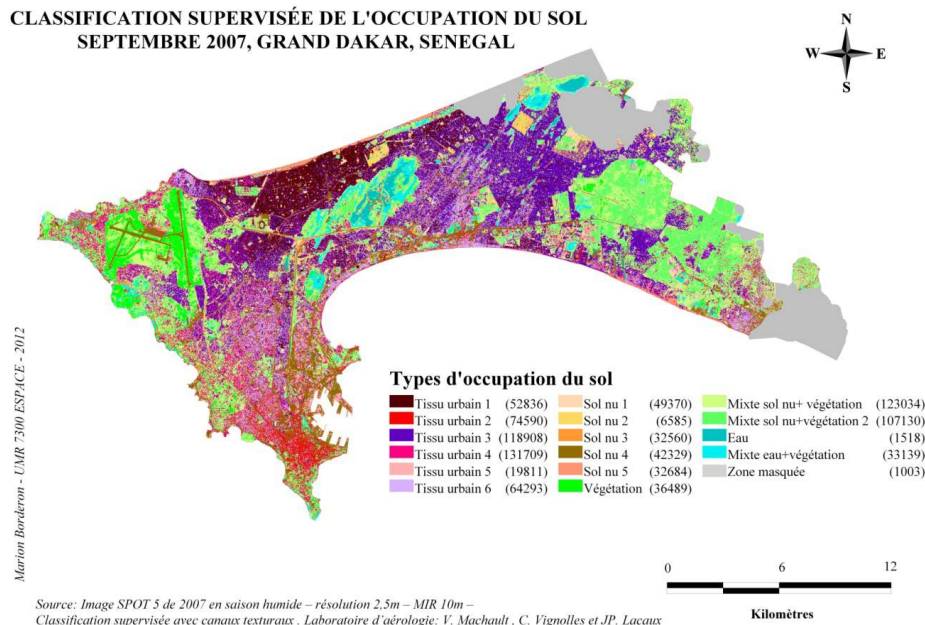 CLASSIFICATION SUPERVISÉE DE L'OCCUPATION DU SOL
SEPTEMBRE 2007, GRAND DAKAR, SENEGAL
N
W E
S
Marion Borderon - UMR 7300 ESPACE - 2012
Types d'occupation du sol
Tissu urbain 1 (52836)
Tissu urbain 2 (74590)
Tissu urbain 3 (118908)
Tissu urbain 4 (131709)
Tissu urbain 5 (19811)
Tissu urbain 6 (64293)
Sol nu 1 (49370)
Sol nu 2 (6585)
Sol nu 3 (32560)
Sol nu 4 (42329)
Sol nu 5 (32684)
Végétation (36489)
Mixte sol nu+ végétation (123034)
Mixte sol nu+végétation 2 (107130)
Eau (1518)
Mixte eau+végétation (33139)
Zone masquée (1003)
0 6 12
Kilomètres
Source: Image SPOT 5 de 2007 en saison humide – résolution 2,5m – MIR 10m –
Classification supervisée avec canaux texturaux . Laboratoire d'aérologie: V. Machault , C. Vignolles et JP. Lacaux